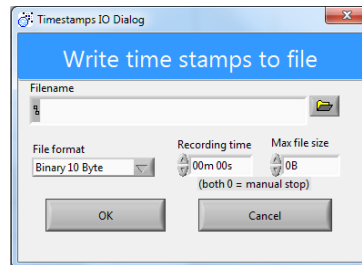 Timestamps IO Dialog
Write time stamps to file
Filename
File format
Recording time
Max file size
Binary 10 Byte
00m 00s
0B
(both 0 = manual stop)
OK
Cancel